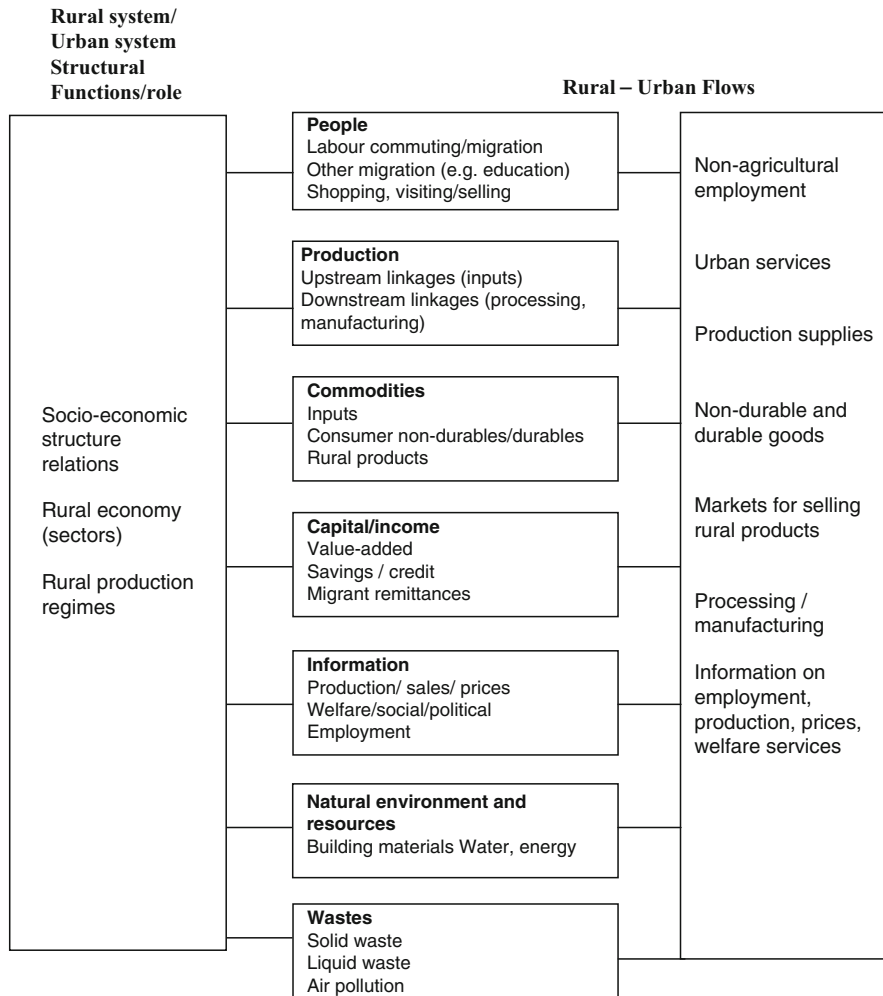 Rural system/
Urban system
Structural
Functions/role
Rural – Urban Flows
Socio-economic
structure
relations
Rural economy
(sectors)
Rural production
regimes
People
Labour commuting/migration
Other migration (e.g. education)
Shopping, visiting/selling
Production
Upstream linkages (inputs)
Downstream linkages (processing,
manufacturing)
Commodities
Inputs
Consumer non-durables/durables
Rural products
Capital/income
Value-added
Savings / credit
Migrant remittances
Information
Production/ sales/ prices
Welfare/social/political
Employment
Natural environment and
resources
Building materials Water, energy
Wastes
Solid waste
Liquid waste
Air pollution
Non-agricultural
employment
Urban services
Production supplies
Non-durable and
durable goods
Markets for selling
rural products
Processing /
manufacturing
Information on
employment,
production, prices,
welfare services